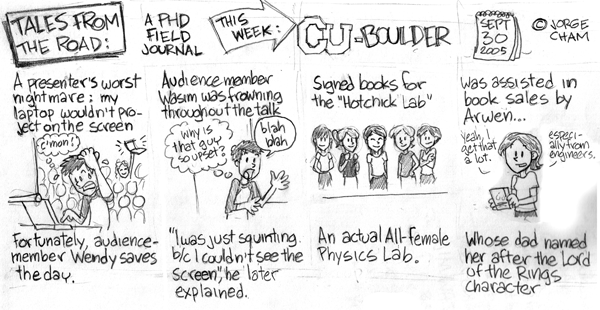 TALES FROM
THE ROAD:
A PHD
FIELD
JOURNAL
THIS
WEEK:
CU-BOULDER
SEPT
30
2005
© JORGE
CHAM
A presenter's worst
nightmare: my
laptop wouldn't pro-
ject on the screen
c'mon!
Fortunately, audience-
member Wendy saves
the day.
Audience member
Wasim was frowning
throughout the talk
why is
that guy
so upset?
blah
blah
"I was just squinting
b/c I couldn't see the
screen", he later
explained.
Signed books for
the "Hotchick Lab"
An actual All-female
Physics Lab.
was assisted in
book sales by
Arwen...
Yeah, I
get that
a lot.
especi-
ally from
engineers.
Whose dad named
her after the Lord
of the Rings
character